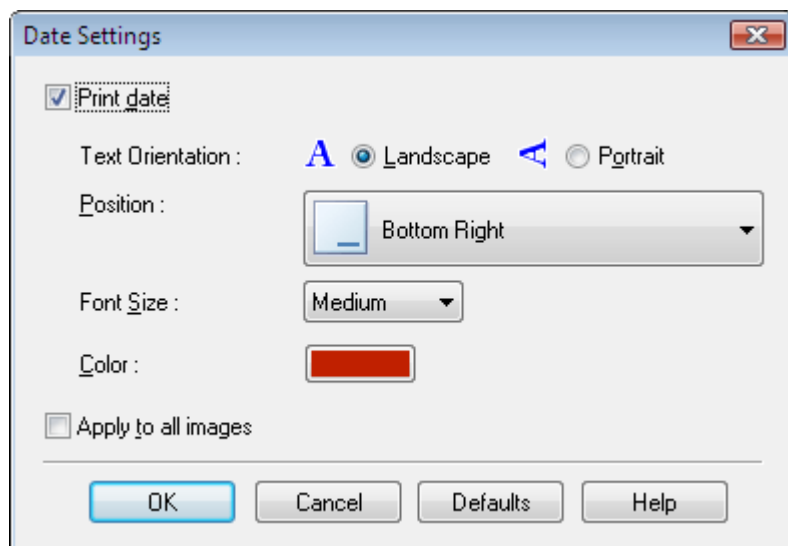 Date Settings
Print date
Text Orientation : A Landscape A Portrait
Position : Bottom Right
Font Size : Medium
Color :
Apply to all images
OK Cancel Defaults Help